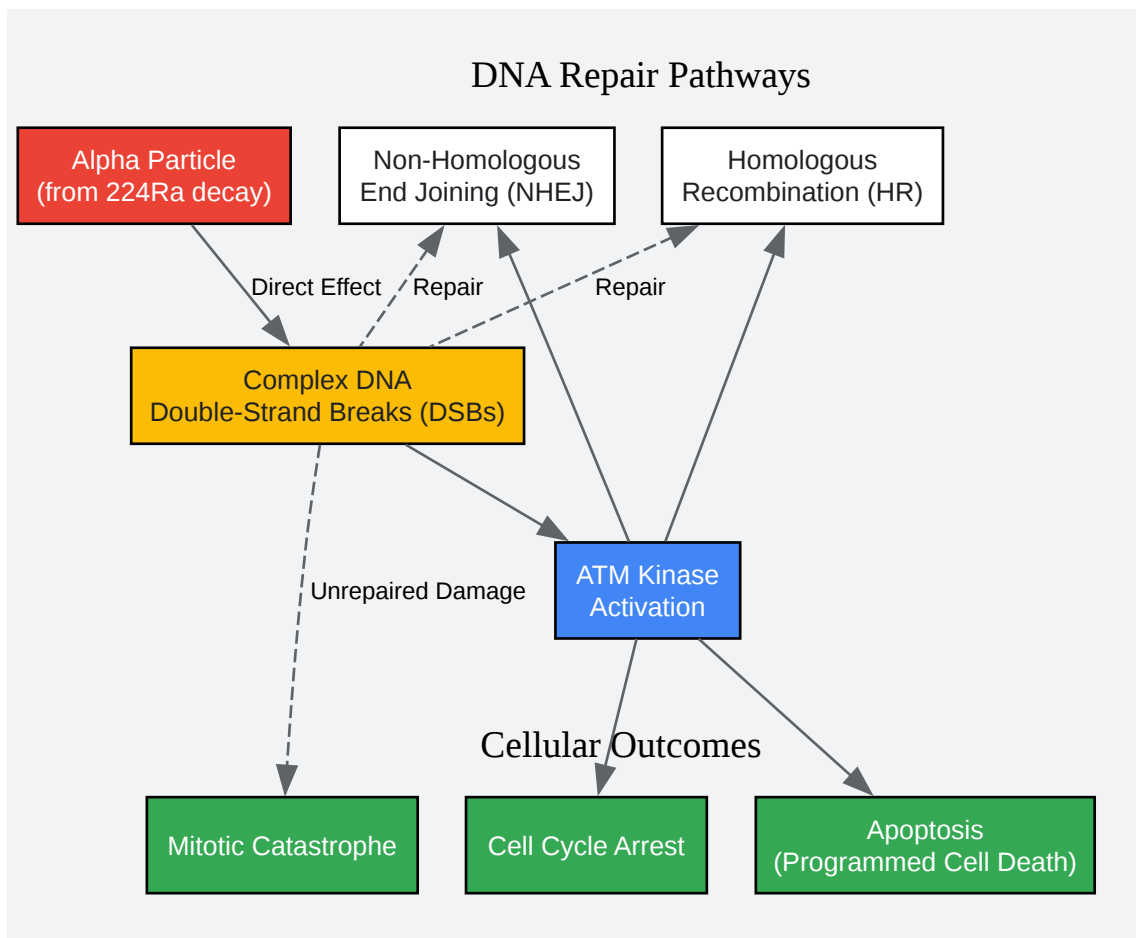 DNA Repair Pathways
Alpha Particle
(from 224Ra decay)
Non-Homologous
End Joining (NHEJ)
Homologous
Recombination (HR)
Direct Effect
Repair
Repair
Complex DNA
Double-Strand Breaks (DSBs)
ATM Kinase
Activation
Unrepaired Damage
Cellular Outcomes
Mitotic Catastrophe
Cell Cycle Arrest
Apoptosis
(Programmed Cell Death)